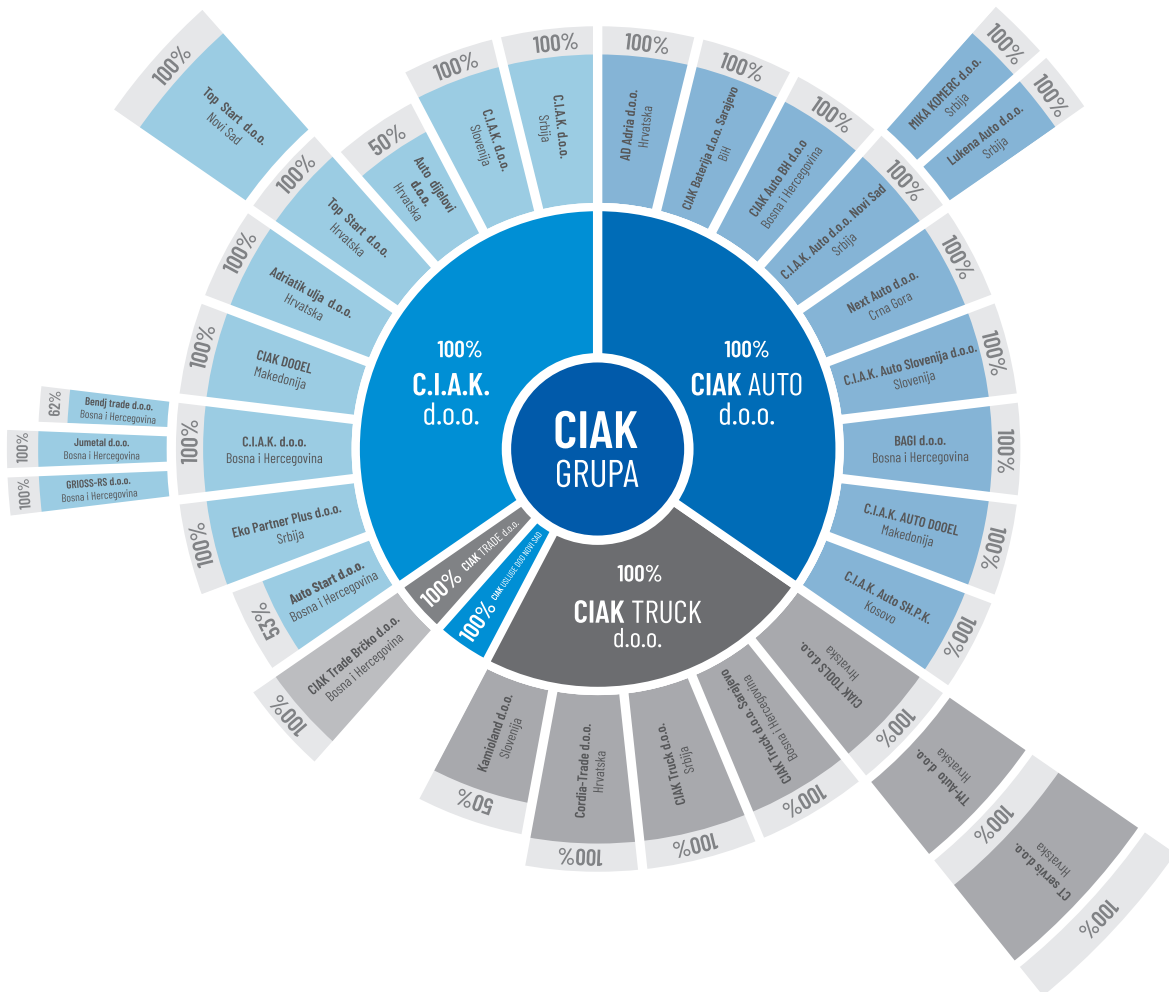 CIAK
GRUPA
100%
C.I.A.K.
d.o.o.
100%
CIAK AUTO
d.o.o.
100%
CIAK TRUCK
d.o.o.
100% CIAK TRADE d.o.o.
100% CIAK USLUGE DOO NOVI SAD
100%
AD Adria d.o.o.
Hrvatska
100%
CIAK Baterija d.o.o. Sarajevo
BiH
100%
CIAK Auto BH d.o.o
Bosna i Hercegovina
100%
C.I.A.K. Auto d.o.o. Novi Sad
Srbija
100%
MIKA KOMERC d.o.o.
Srbija
100%
Lukena Auto d.o.o.
Srbija
100%
Next Auto d.o.o.
Crna Gora
100%
C.I.A.K. Auto Slovenija d.o.o.
Slovenija
100%
BAGI d.o.o.
Bosna i Hercegovina
100%
C.I.A.K. AUTO DOOEL
Makedonija
100%
C.I.A.K. Auto SH.P.K.
Kosovo
100%
CIAK TOOLS d.o.o.
Hrvatska
100%
TM-Auto d.o.o.
Hrvatska
100%
CT servis d.o.o.
Hrvatska
100%
CIAK Truck d.o.o. Sarajevo
Bosna i Hercegovina
100%
CIAK Truck d.o.o.
Srbija
100%
Cordia-Trade d.o.o.
Hrvatska
100%
Kamioland d.o.o.
Slovenija
50%
CIAK Trade Brčko d.o.o.
Bosna i Hercegovina
100%
Auto Start d.o.o.
Bosna i Hercegovina
53%
Eko Partner Plus d.o.o.
Srbija
100%
C.I.A.K. d.o.o.
Bosna i Hercegovina
100%
GRIOSS-RS d.o.o.
Bosna i Hercegovina
100%
Jumetal d.o.o.
Bosna i Hercegovina
100%
Bendj trade d.o.o.
Bosna i Hercegovina
62%
CIAK DOOEL
Makedonija
100%
Adriatik ulja d.o.o.
Hrvatska
100%
Top Start d.o.o.
Hrvatska
100%
Top Start d.o.o.
Novi Sad
100%
Auto dijelovi
d.o.o.
Hrvatska
50%
C.I.A.K. d.o.o.
Slovenija
100%
C.I.A.K. d.o.o.
Srbija
100%